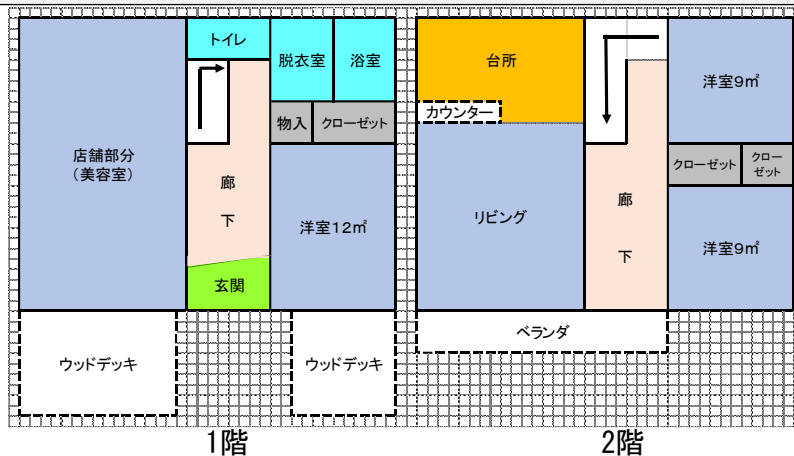 トイレ
脱衣室
浴室
物入
クローゼット
店舗部分
（美容室）
廊
下
洋室12㎡
玄関
ウッドデッキ
ウッドデッキ
1階
台所
カウンター
洋室9㎡
クローゼット
クロー
ゼット
リビング
廊
下
洋室9㎡
ベランダ
2階